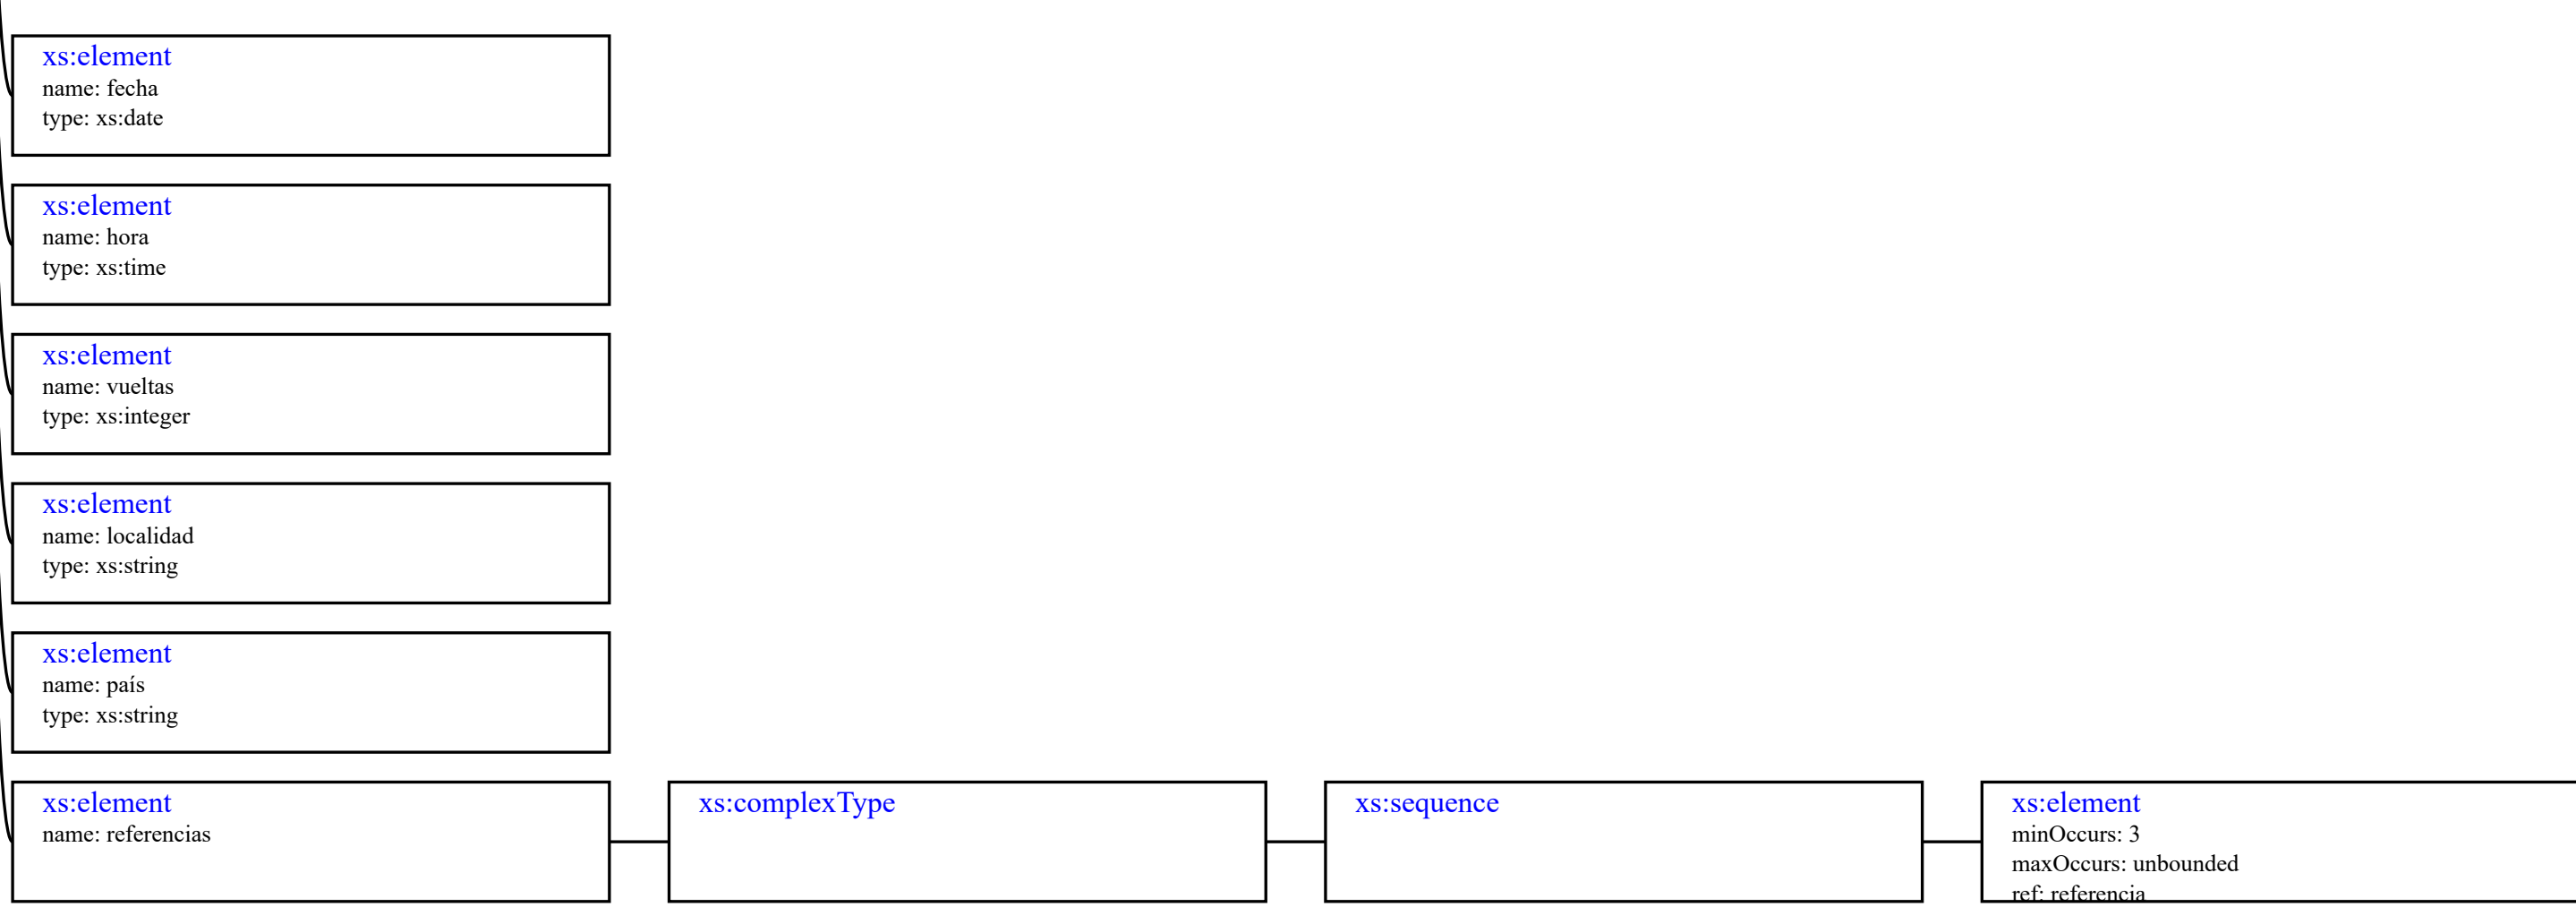 xs:element
name: fecha
type: xs:date
xs:element
name: hora
type: xs:time
xs:element
name: vueltas
type: xs:integer
xs:element
name: localidad
type: xs:string
xs:element
name: país
type: xs:string
xs:element
name: referencias
xs:complexType
xs:sequence
xs:element
minOccurs: 3
maxOccurs: unbounded
ref: referencia